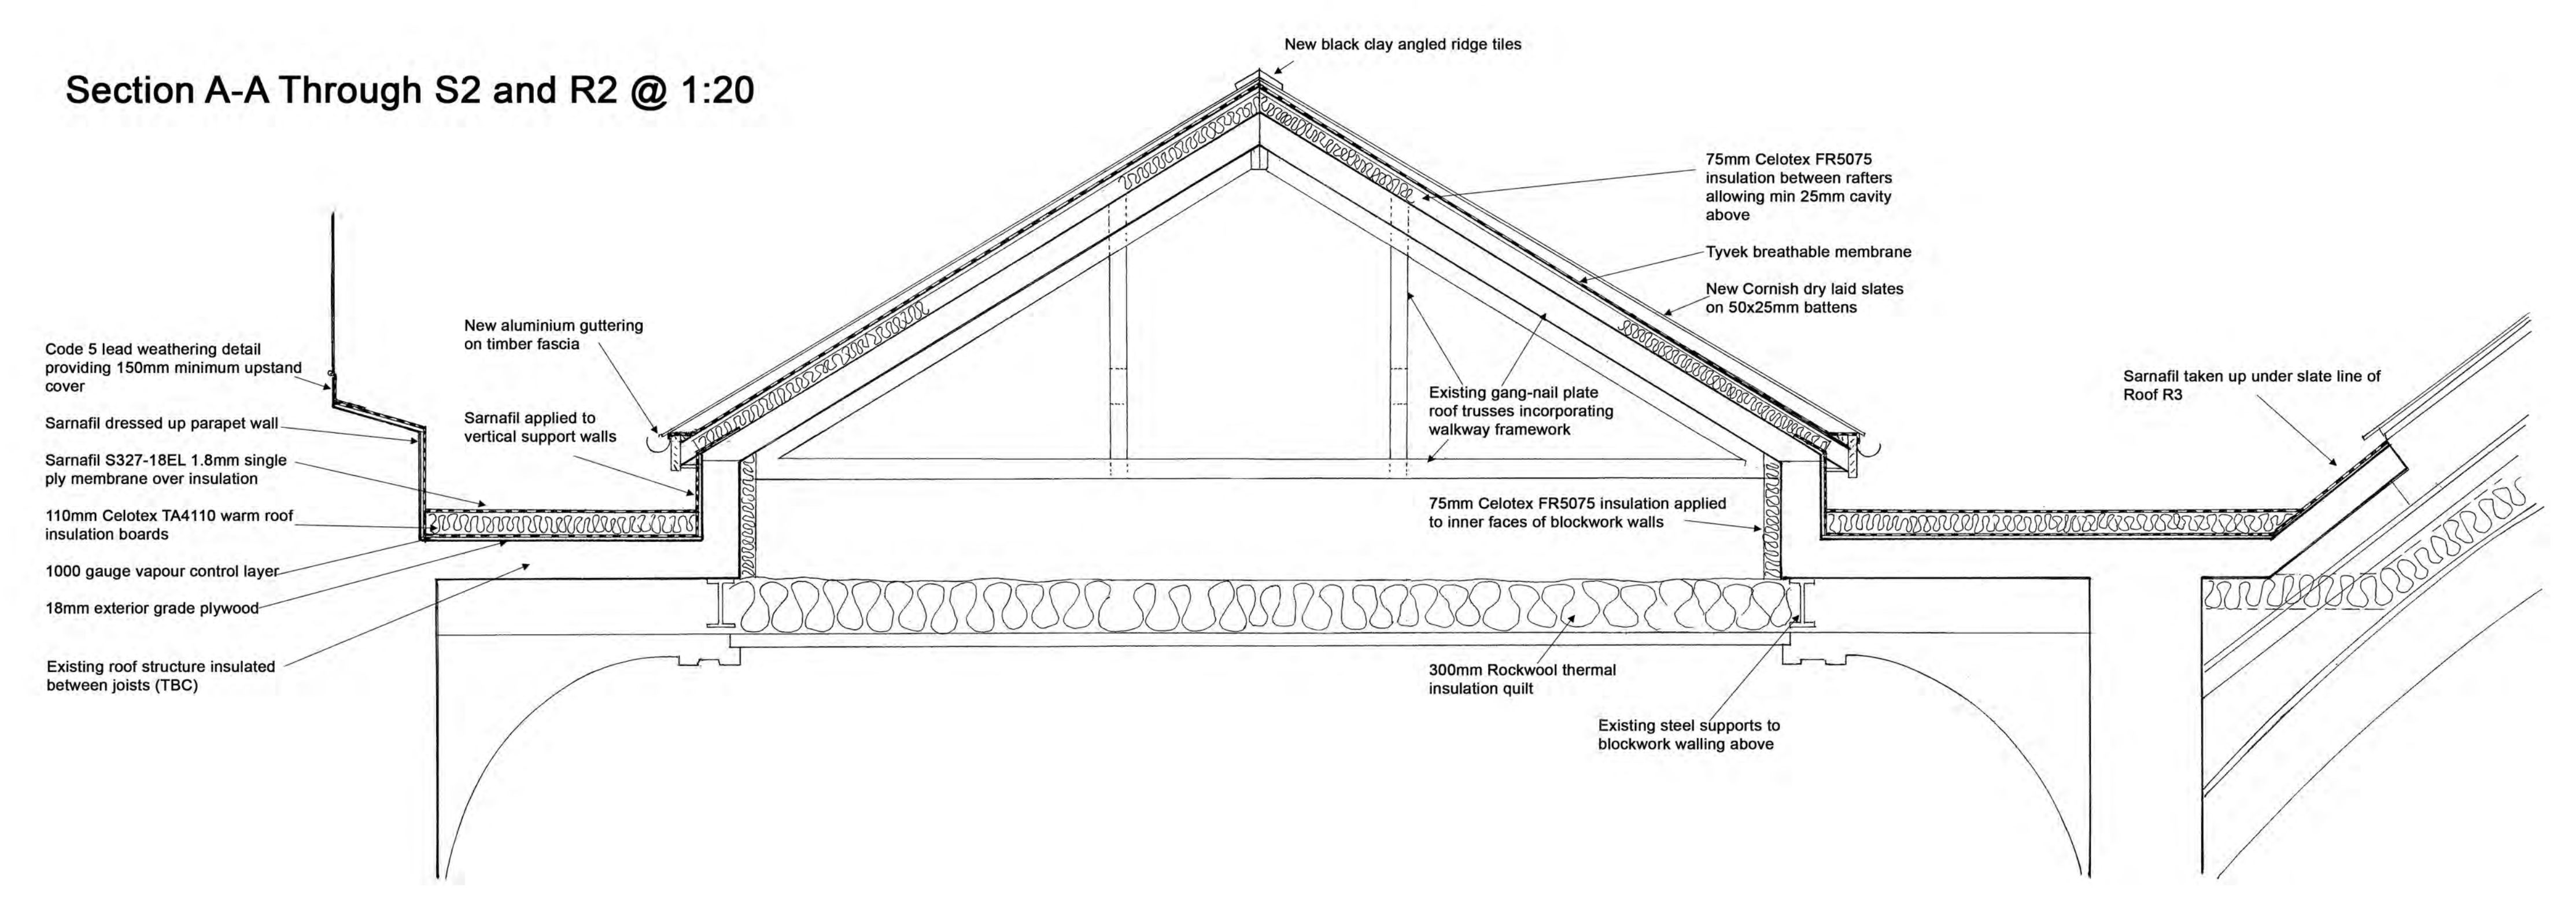 Section A-A Through S2 and R2 @ 1:20
New black clay angled ridge tiles
75mm Celotex FR5075
insulation between rafters
allowing min 25mm cavity
above
Tyvek breathable membrane
New Cornish dry laid slates
on 50x25mm battens
New aluminium guttering
on timber fascia
Code 5 lead weathering detail
providing 150mm minimum upstand
cover
Sarnafil dressed up parapet wall
Sarnafil applied to
vertical support walls
Sarnafil S327-18EL 1.8mm single
ply membrane over insulation
110mm Celotex TA4110 warm roof
insulation boards
1000 gauge vapour control layer
18mm exterior grade plywood
Existing roof structure insulated
between joists (TBC)
Existing gang-nail plate
roof trusses incorporating
walkway framework
75mm Celotex FR5075 insulation applied
to inner faces of blockwork walls
300mm Rockwool thermal
insulation quilt
Existing steel supports to
blockwork walling above
Sarnafil taken up under slate line of
Roof R3